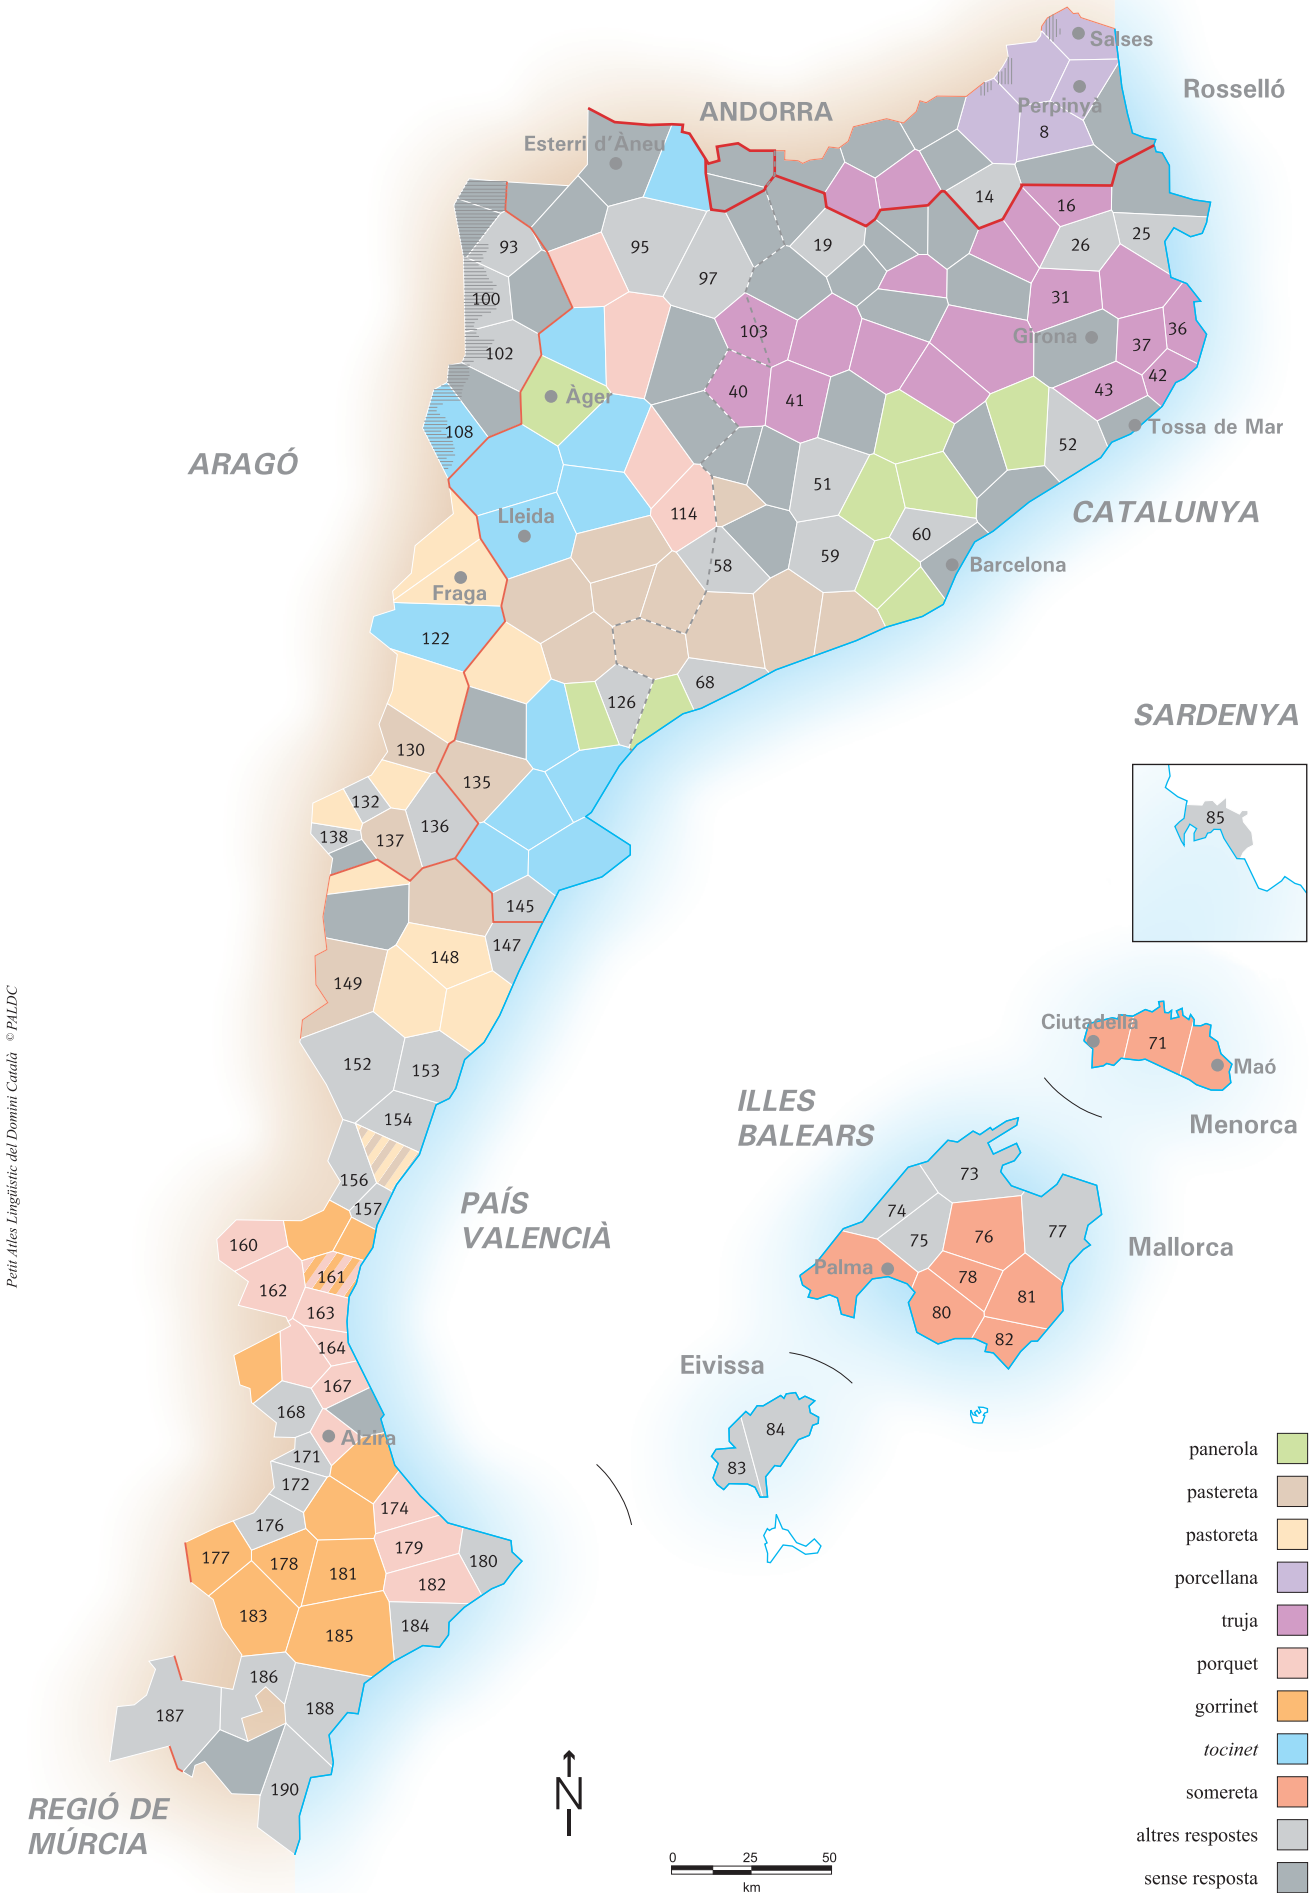 Salses
Rosselló
ANDORRA
Perpinyà
8
Esterri d'Àneu
14
16
93
95
19
26
25
97
100
31
103
36
Girona
37
102
42
40
41
43
Àger
108
Tossa de Mar
52
ARAGÓ
51
CATALUNYA
114
Lleida
60
59
58
Barcelona
Fraga
122
68
126
SARDENYA
130
135
132
85
136
138
137
145
147
148
149
Petit Atles Lingüístic del Domini Català © PALDC
Ciutadella
71
152
153
Maó
ILLES
BALEARS
154
Menorca
73
156
PAÍS
VALENCIÀ
157
74
76
77
75
160
Mallorca
Palma
78
161
162
81
163
80
82
164
Eivissa
167
168
84
Alzira
171
83
panerola
172
pastereta
174
176
pastoreta
179
177
178
180
181
porcellana
182
183
truja
184
185
porquet
186
gorrinet
188
187
tocinet
190
somereta
N
REGIÓ DE
MÚRCIA
altres respostes
0 25 50
sense resposta
km